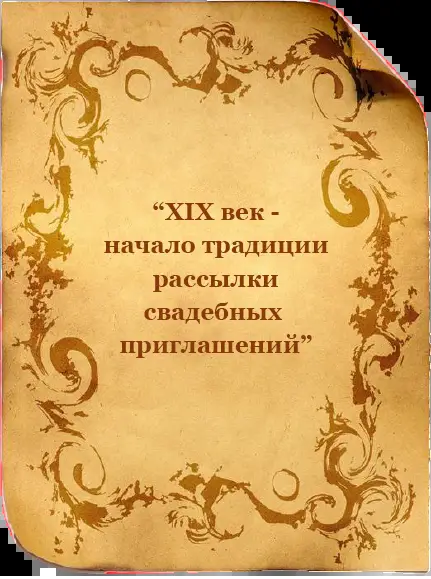 “XIX век -
начало традиции
рассылки
свадебных
приглашений”